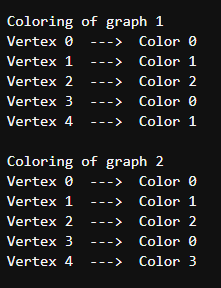 Coloring of graph 1
Vertex 0 ---> Color 0
Vertex 1 ---> Color 1
Vertex 2 ---> Color 2
Vertex 3 ---> Color 0
Vertex 4 ---> Color 1

Coloring of graph 2
Vertex 0 ---> Color 0
Vertex 1 ---> Color 1
Vertex 2 ---> Color 2
Vertex 3 ---> Color 0
Vertex 4 ---> Color 3